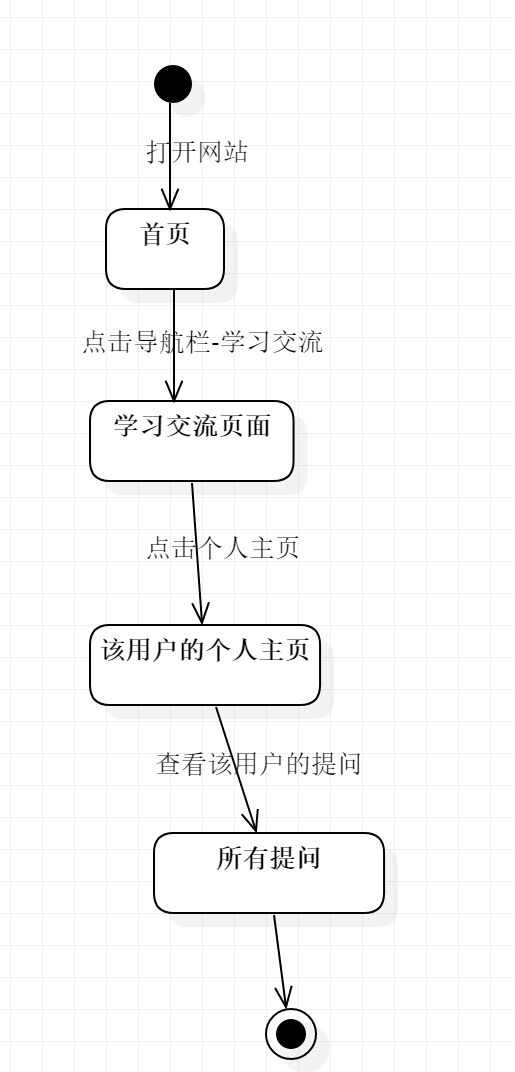 打开网站
首页
点击导航栏-学习交流
学习交流页面
点击个人主页
该用户的个人主页
查看该用户的提问
所有提问